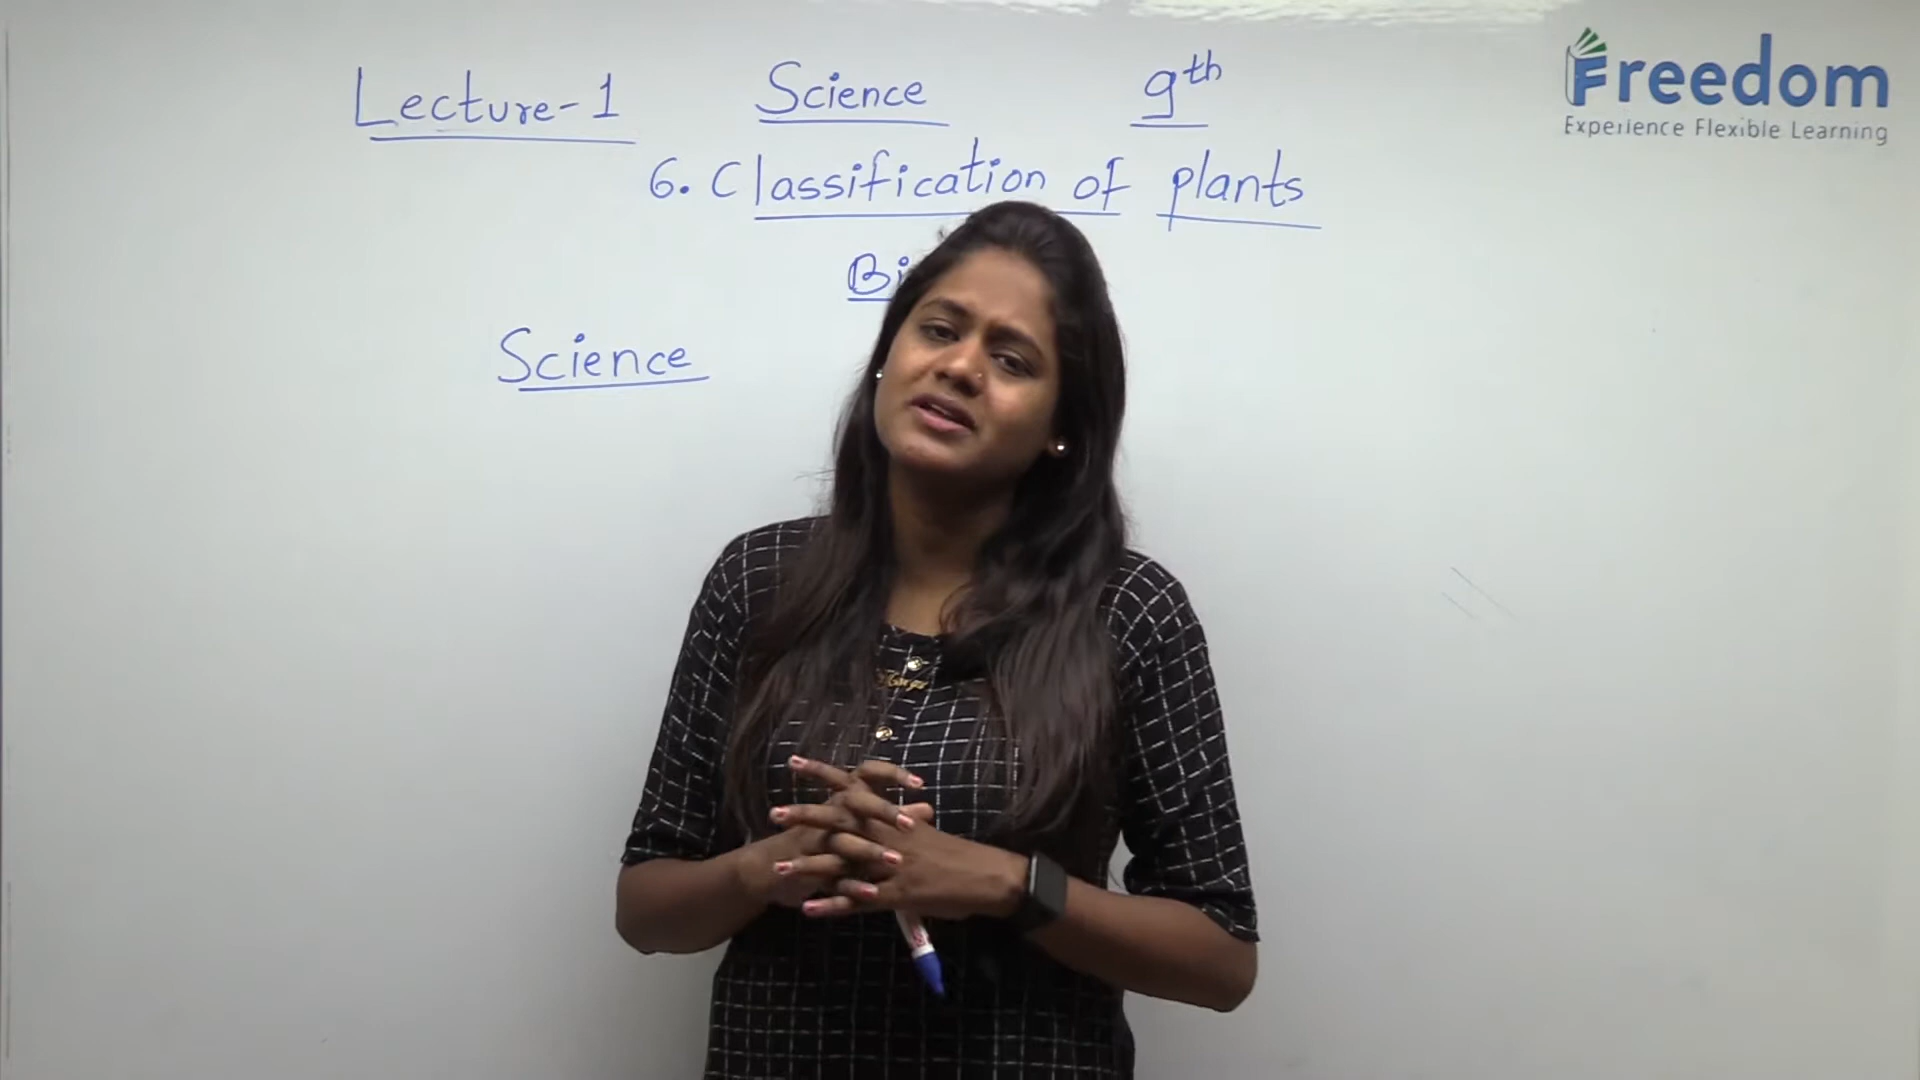 Lecture-1 Science 9th
6. Classification of plants
Science
Freedom
Experience Flexible Learning